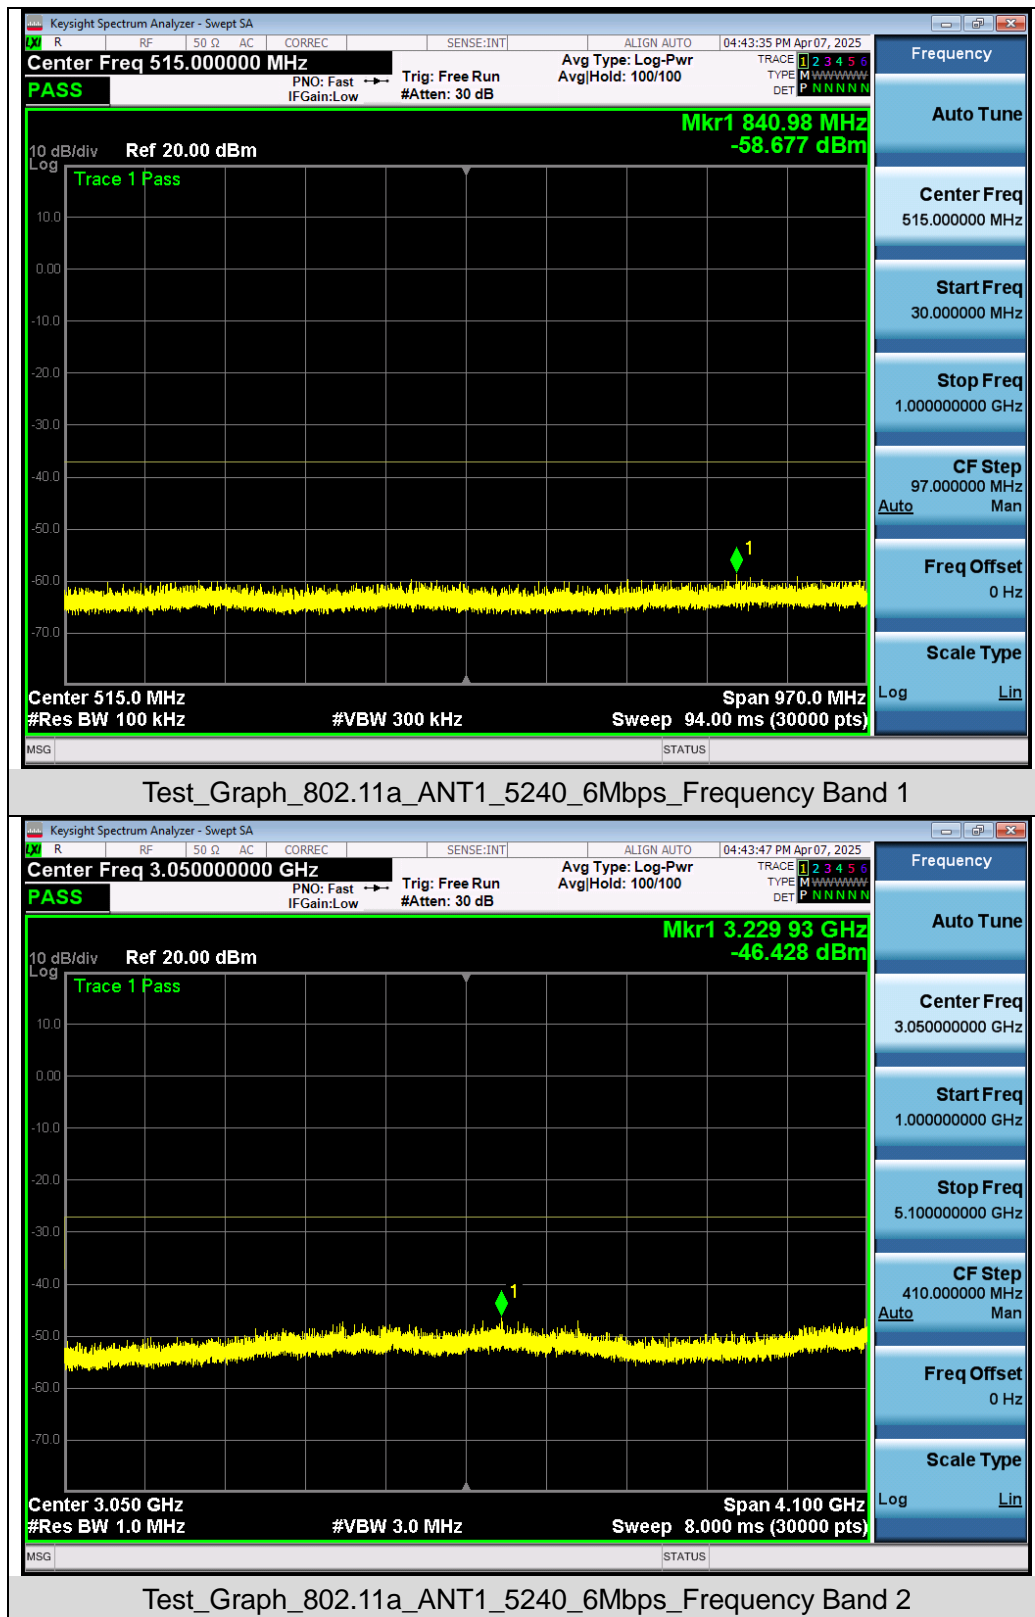 Keysight Spectrum Analyzer - Swept SA
LXI R RF 50 Ω AC CORREC SENSE:INT ALIGN AUTO 04:43:35 PM Apr 07, 2025
Center Freq 515.000000 MHz
PASS
PNO: Fast
IFGain:Low
Trig: Free Run
#Atten: 30 dB
Avg Type: Log-Pwr
Avg|Hold: 100/100
TRACE 1 2 3 4 5 6
TYPE M WWWWW
DET P N N N N N
Mkr1 840.98 MHz
-58.677 dBm
10 dB/div
Log
Ref 20.00 dBm
Trace 1 Pass
10.0
0.00
-10.0
-20.0
-30.0
-40.0
-50.0
-60.0
-70.0
1
Center 515.0 MHz
Span 970.0 MHz
#Res BW 100 kHz
#VBW 300 kHz
Sweep 94.00 ms (30000 pts)
MSG
STATUS
Frequency
Auto Tune
Center Freq
515.000000 MHz
Start Freq
30.000000 MHz
Stop Freq
1.000000000 GHz
CF Step
97.000000 MHz
Auto Man
Freq Offset
0 Hz
Scale Type
Log Lin
Test_Graph_802.11a_ANT1_5240_6Mbps_Frequency Band 1
Keysight Spectrum Analyzer - Swept SA
LXI R RF 50 Ω AC CORREC SENSE:INT ALIGN AUTO 04:43:47 PM Apr 07, 2025
Center Freq 3.050000000 GHz
PASS
PNO: Fast
IFGain:Low
Trig: Free Run
#Atten: 30 dB
Avg Type: Log-Pwr
Avg|Hold: 100/100
TRACE 1 2 3 4 5 6
TYPE M WWWWW
DET P N N N N N
Mkr1 3.229 93 GHz
-46.428 dBm
10 dB/div
Log
Ref 20.00 dBm
Trace 1 Pass
10.0
0.00
-10.0
-20.0
-30.0
-40.0
-50.0
-60.0
-70.0
1
Center 3.050 GHz
Span 4.100 GHz
#Res BW 1.0 MHz
#VBW 3.0 MHz
Sweep 8.000 ms (30000 pts)
MSG
STATUS
Frequency
Auto Tune
Center Freq
3.050000000 GHz
Start Freq
1.000000000 GHz
Stop Freq
5.100000000 GHz
CF Step
410.000000 MHz
Auto Man
Freq Offset
0 Hz
Scale Type
Log Lin
Test_Graph_802.11a_ANT1_5240_6Mbps_Frequency Band 2